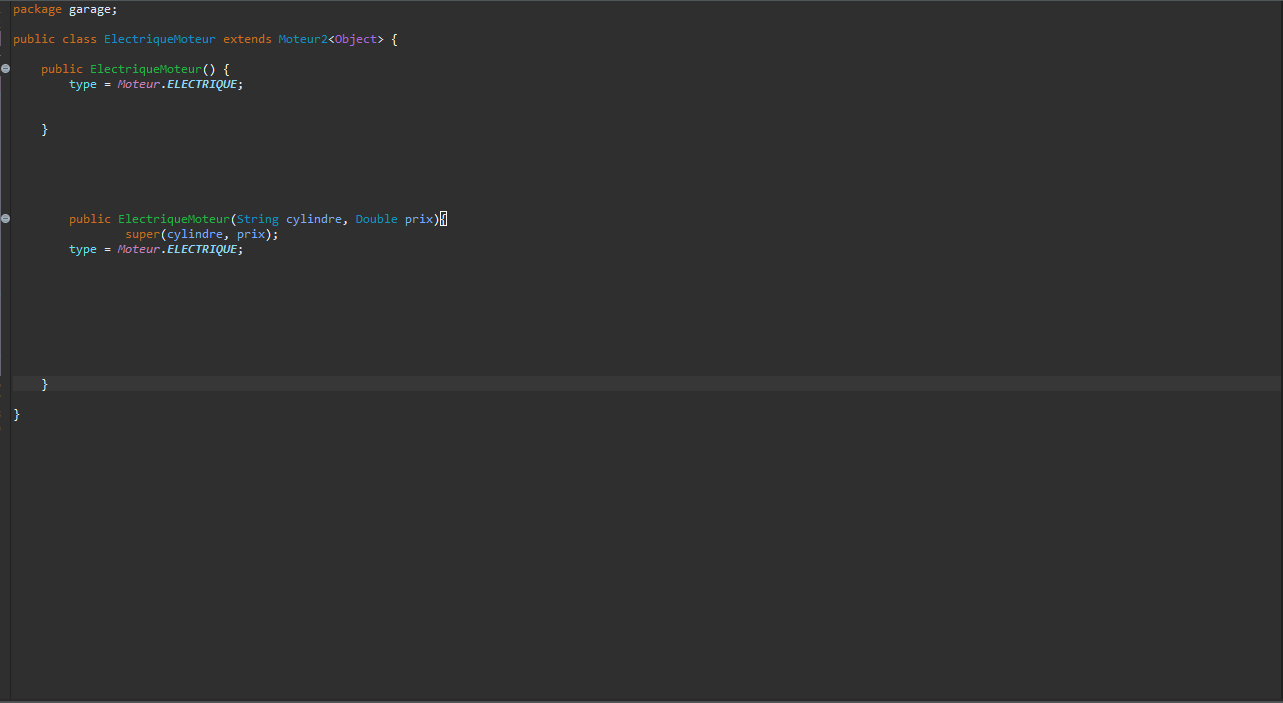 package garage;
public class ElectriqueMoteur extends Moteur2<Object> {
public ElectriqueMoteur() {
type = Moteur.ELECTRIQUE;
}
public ElectriqueMoteur(String cylindre, Double prix){
super(cylindre, prix);
type = Moteur.ELECTRIQUE;
}
}